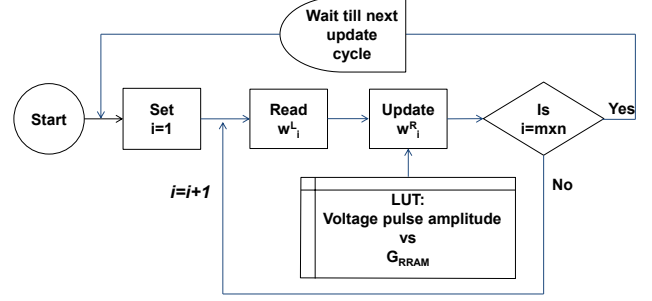 Wait till next
update
cycle
Start
Set
i=1
Read
w^L_i
Update
w^R_i
Is
i=mxn
Yes
No
i=i+1
LUT:
Voltage pulse amplitude
vs
G_RRAM